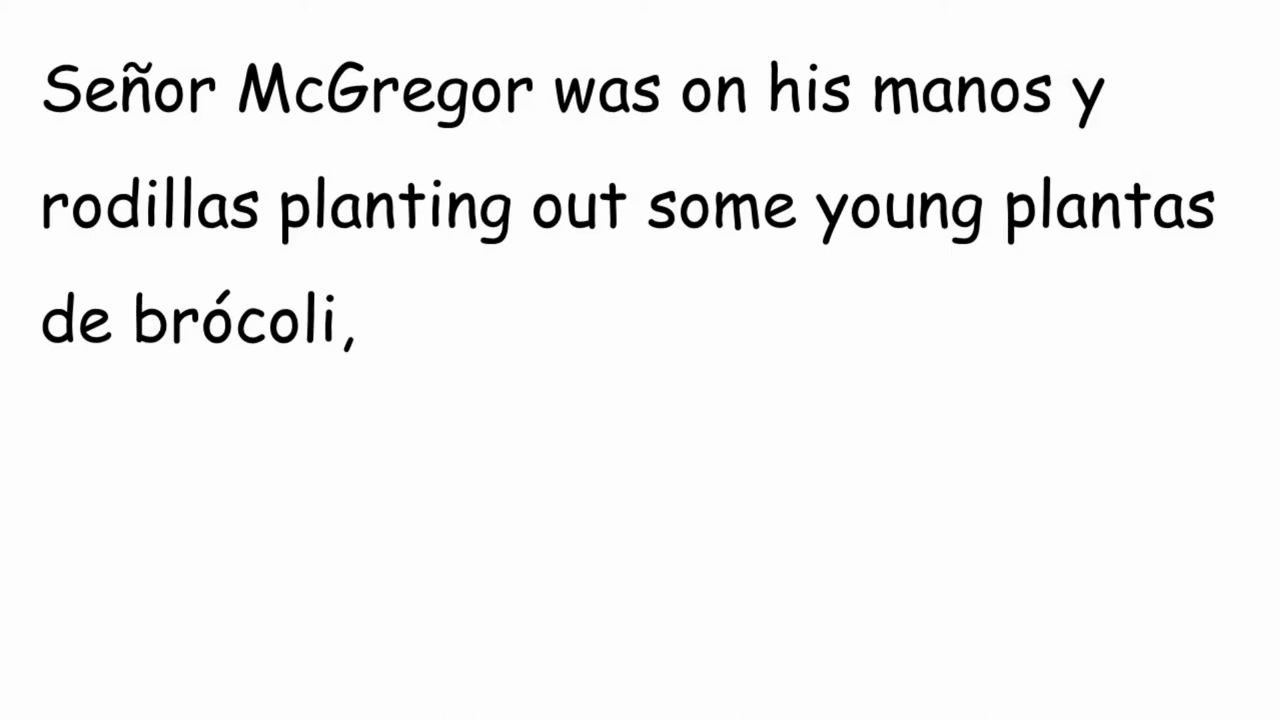 Señor McGregor was on his manos y
rodillas planting out some young plantas
de brócoli,